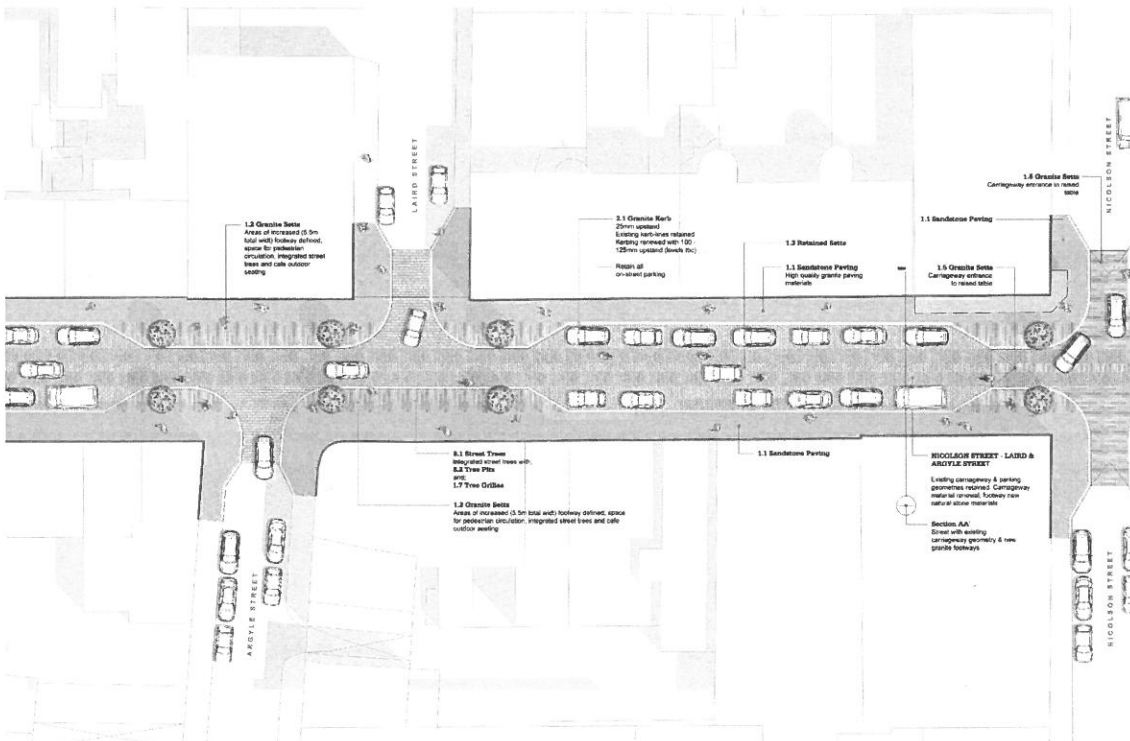 LAIRD STREET
NICOLSON STREET
1.8 Granite Setts
Carriageway entrance to raised
table
1.2 Granite Setts
Areas of increased (5.5m
total widt) footway defined,
space for pedestrian
circulation, integrated street
trees and cafe outdoor
seating
2.1 Granite Kerb
25mm upstand
Existing kerb-lines retained
Kerbing renewed with 100 -
125mm upstand (levels tbc)
Retain all
on-street parking
1.3 Retained Setts
1.1 Sandstone Paving
High quality granite paving
materials
1.1 Sandstone Paving
1.5 Granite Setts
Carriageway entrance
to raised table
5.1 Street Trees
Integrated street trees with;
5.2 Tree Pits
and;
1.7 Tree Grilles
1.2 Granite Setts
Areas of increased (5.5m total widt) footway defined, space
for pedestrian circulation, integrated street trees and cafe
outdoor seating
1.1 Sandstone Paving
NICOLSON STREET - LAIRD &
ARGYLE STREET
Existing carriageway & parking
geometries retained. Carriageway
material renewal, footway new
natural stone materials
Section AA'
Street with existing
carriageway geometry & new
granite footways
ARGYLE STREET
NICOLSON STREET